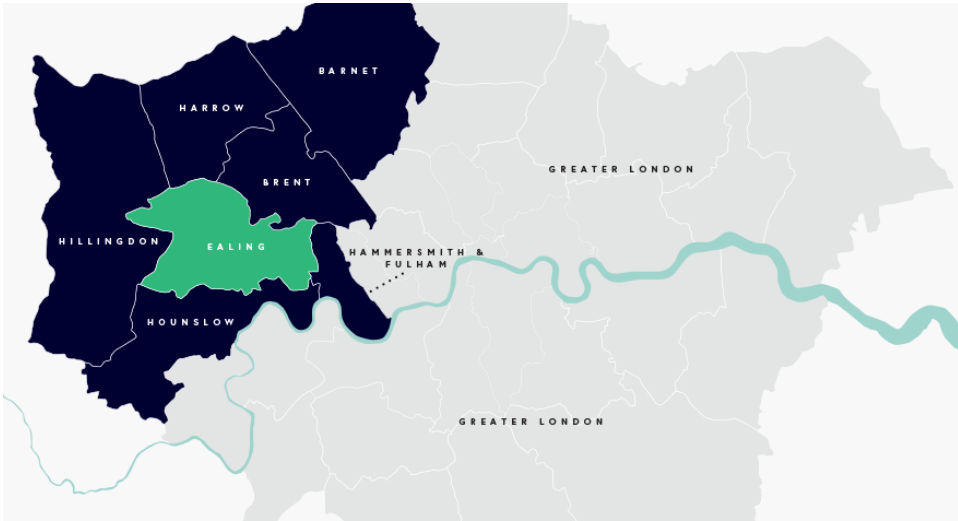 BARNET
HARROW
GREATER LONDON
BRENT
HILLINGDON
EALING
HAMMERSMITH &
FULHAM
HOUNSLOW
GREATER LONDON